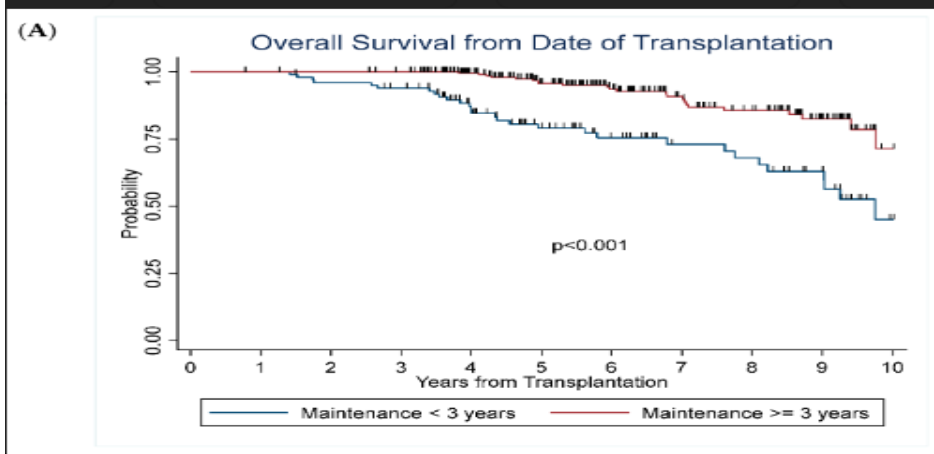 (A)
Overall Survival from Date of Transplantation
Probability
1.00
0.75
0.50
0.25
0.00
p<0.001
0 1 2 3 4 5 6 7 8 9 10
Years from Transplantation
Maintenance < 3 years Maintenance >= 3 years